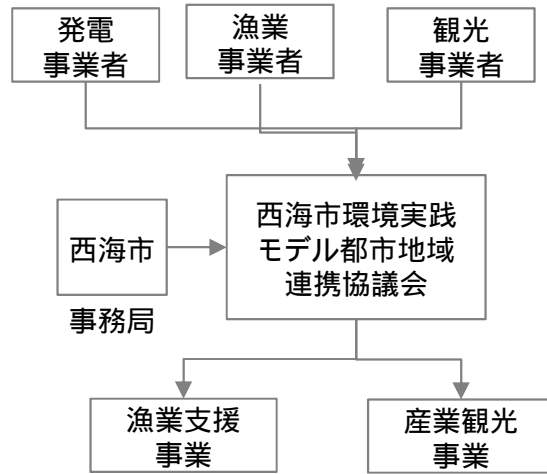 発電
事業者
漁業
事業者
観光
事業者
西海市
事務局
西海市環境実践
モデル都市地域
連携協議会
漁業支援
事業
産業観光
事業